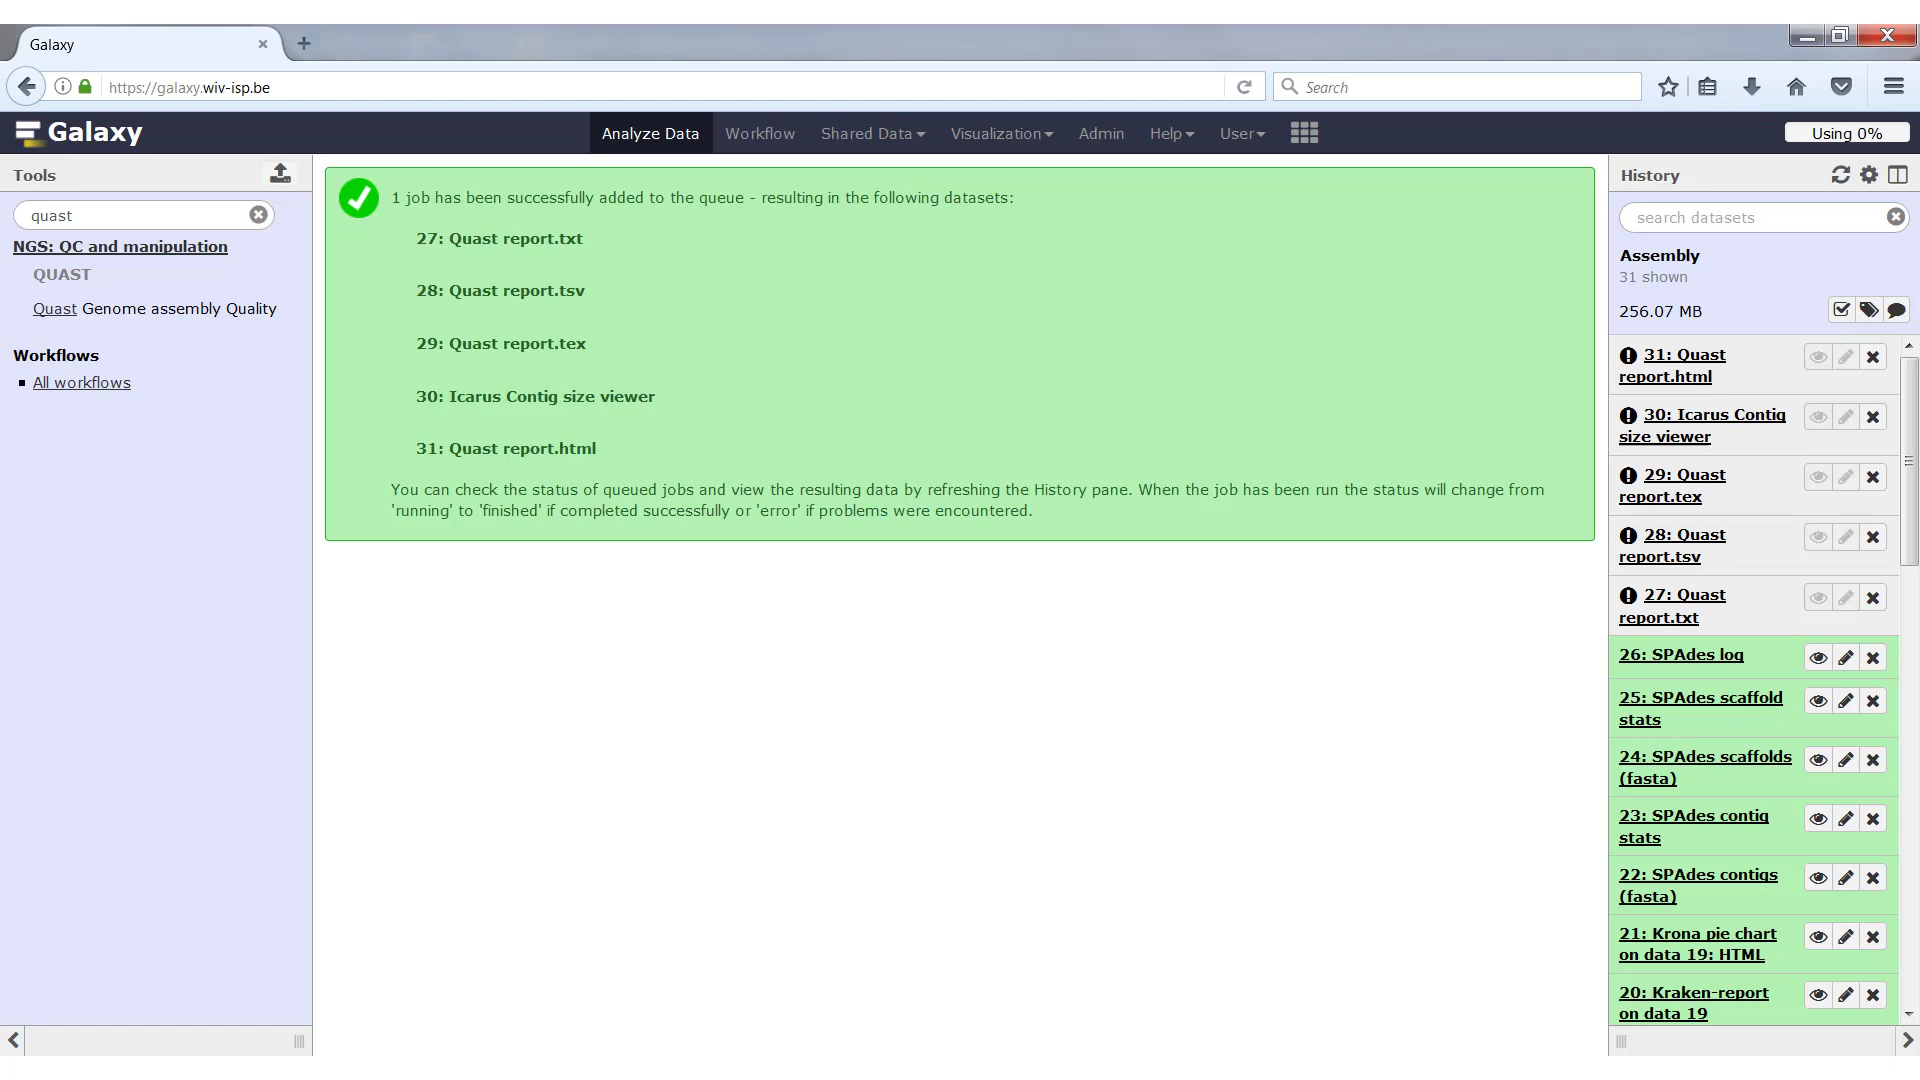 Galaxy
https://galaxy.wiv-isp.be
Search
Galaxy
Analyze Data
Workflow
Shared Data
Visualization
Admin
Help
User
Using 0%
Tools
quast
NGS: QC and manipulation
QUAST
Quast Genome assembly Quality
Workflows
All workflows
1 job has been successfully added to the queue - resulting in the following datasets:
27: Quast report.txt
28: Quast report.tsv
29: Quast report.tex
30: Icarus Contig size viewer
31: Quast report.html
You can check the status of queued jobs and view the resulting data by refreshing the History pane. When the job has been run the status will change from
'running' to 'finished' if completed successfully or 'error' if problems were encountered.
History
search datasets
Assembly
31 shown
256.07 MB
31: Quast
report.html
30: Icarus Contig
size viewer
29: Quast
report.tex
28: Quast
report.tsv
27: Quast
report.txt
26: SPAdes log
25: SPAdes scaffold
stats
24: SPAdes scaffolds
(fasta)
23: SPAdes contig
stats
22: SPAdes contigs
(fasta)
21: Krona pie chart
on data 19: HTML
20: Kraken-report
on data 19